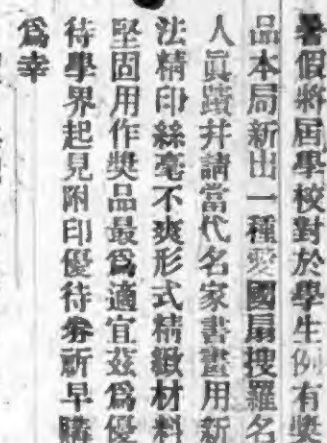 暑假將屆學校對於學生例有獎
品本局新出一種愛國扇搜羅名
人眞蹟并請當代名家書畫用新
法精印絲毫不爽形式精緻材料
堅固用作奬品最爲適宜茲爲優
待學界起見附印優待券祈早購
爲幸